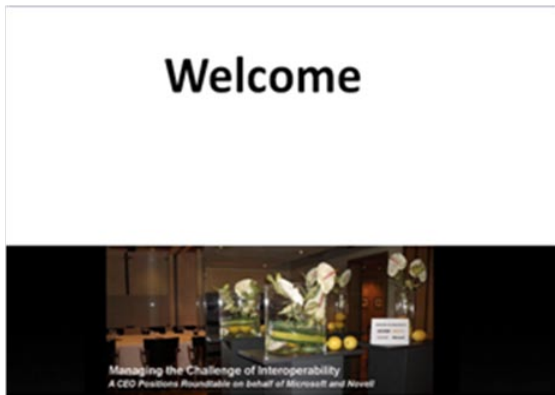 Welcome
Managing the Challenge of Interoperability
A CEO Positions Roundtable on behalf of Microsoft and Novell